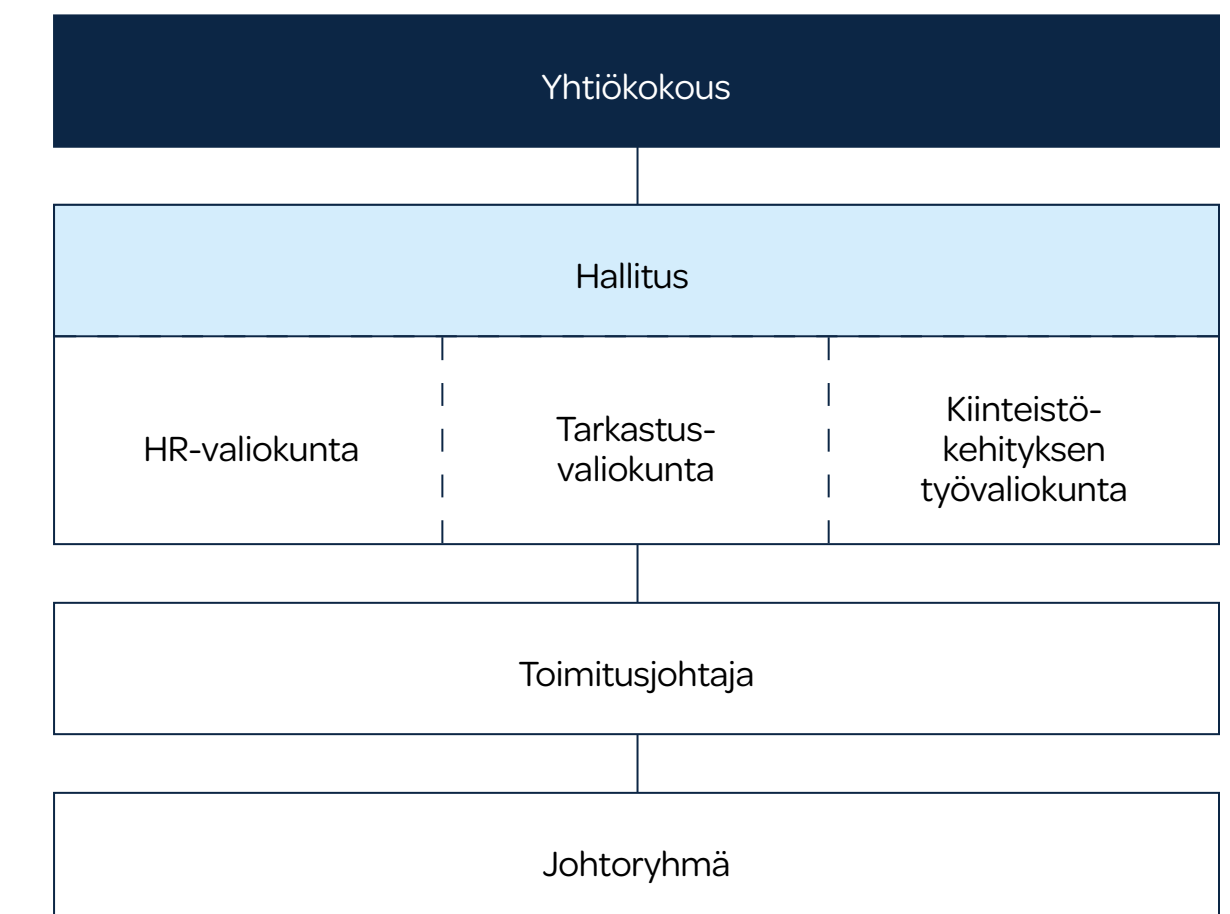 Yhtiökokous
Hallitus
HR-valiokunta
Tarkastus-
valiokunta
Kiinteistö-
kehityksen
työvaliokunta
Toimitusjohtaja
Johtoryhmä